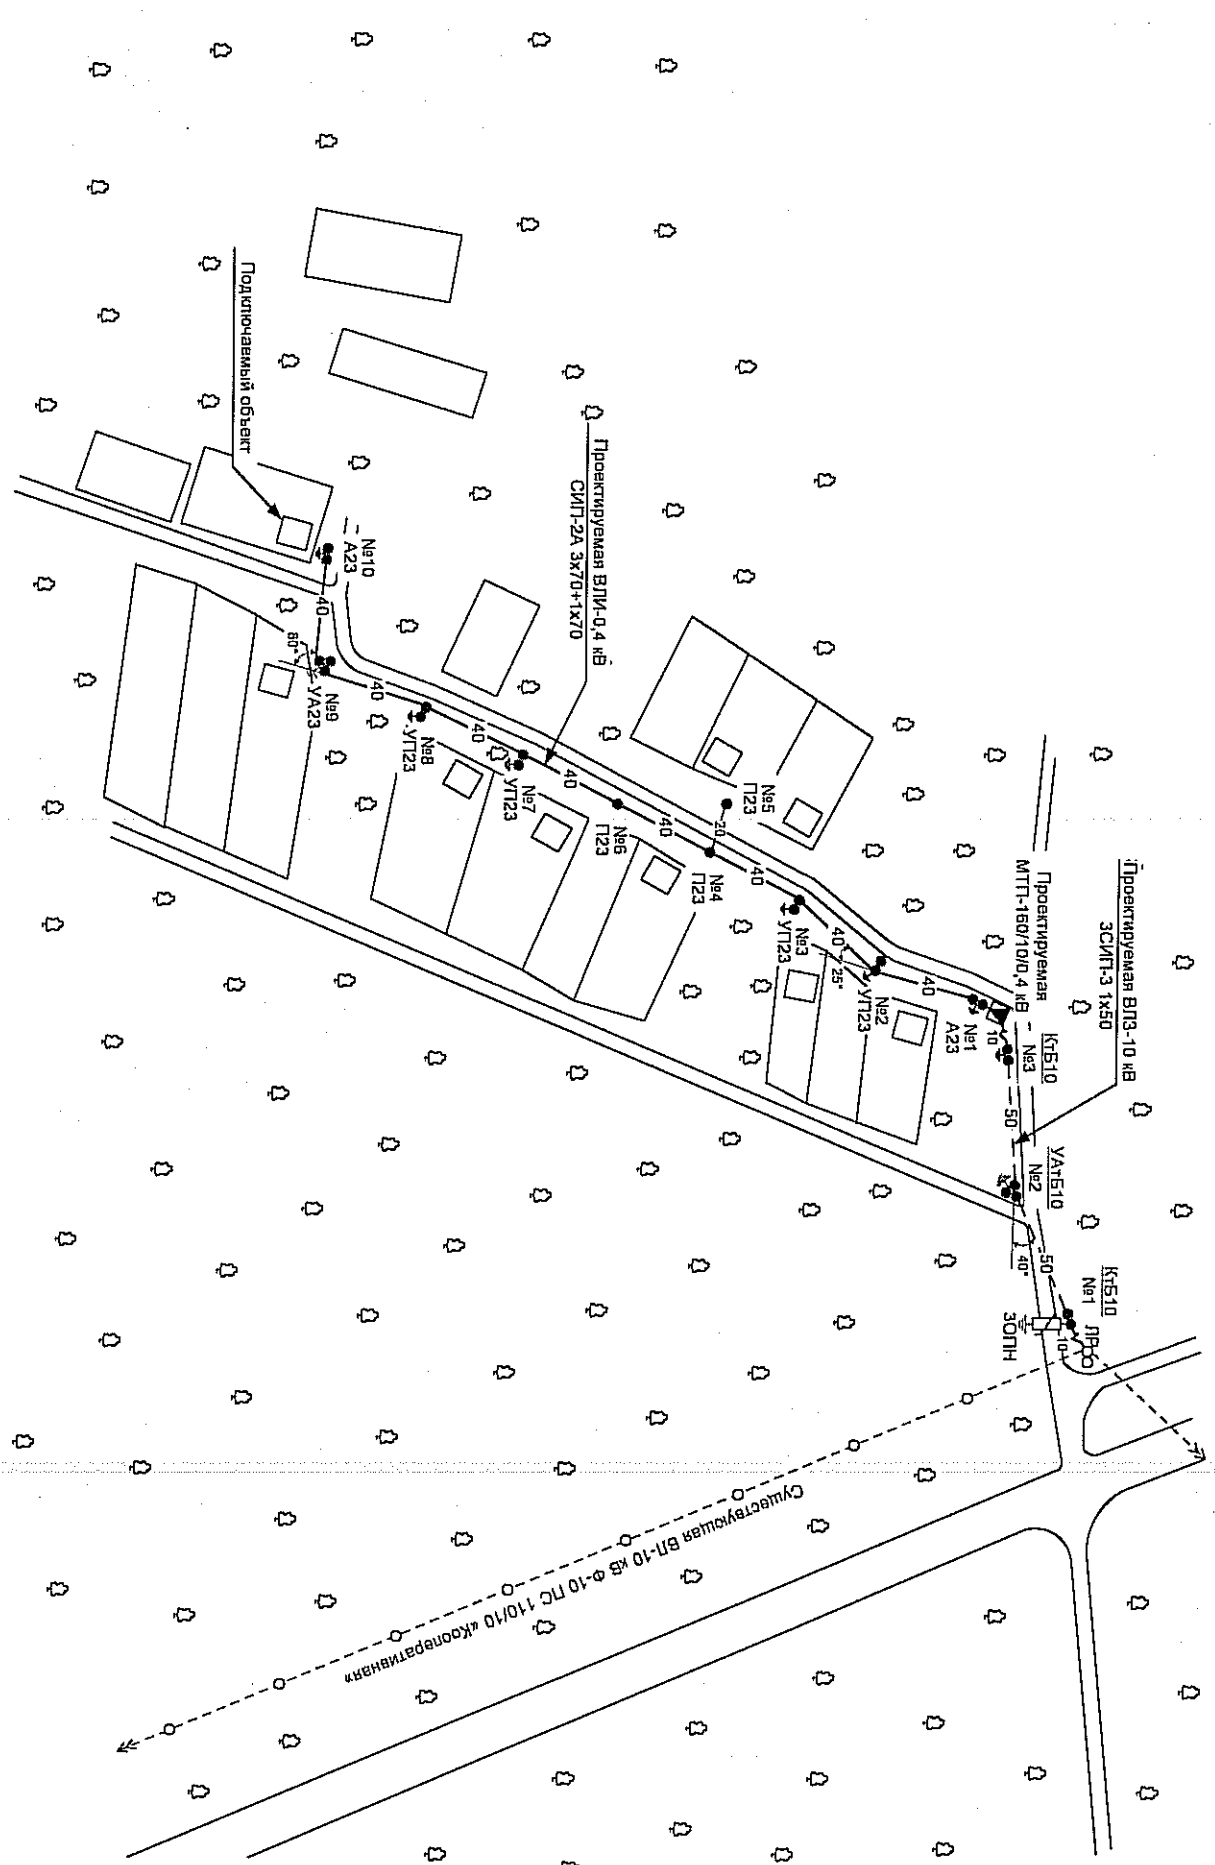 Подключаемый объект
Проектируемая ВЛИ-0,4 кВ
СИП-2А 3х70+1х70
Проектируемая ВЛЗ-10 кВ
3СИП-3 1х50
Проектируемая
МТП-160/10/0,4 кВ
№10
А23
40
80°
№9
УА23
40
№8
УП23
40
№7
УП23
40
№6
П23
40
№5
П23
20
№4
П23
40
№3
УП23
40
25°
№2
УП23
40
№1
А23
10
КтБ10
№3
50
УАтБ10
№2
40°
50
КтБ10
№1
10
ЗОПН
Существующая ВЛ-10 кВ Ф-10 ПС 110/10 «Кооперативная»